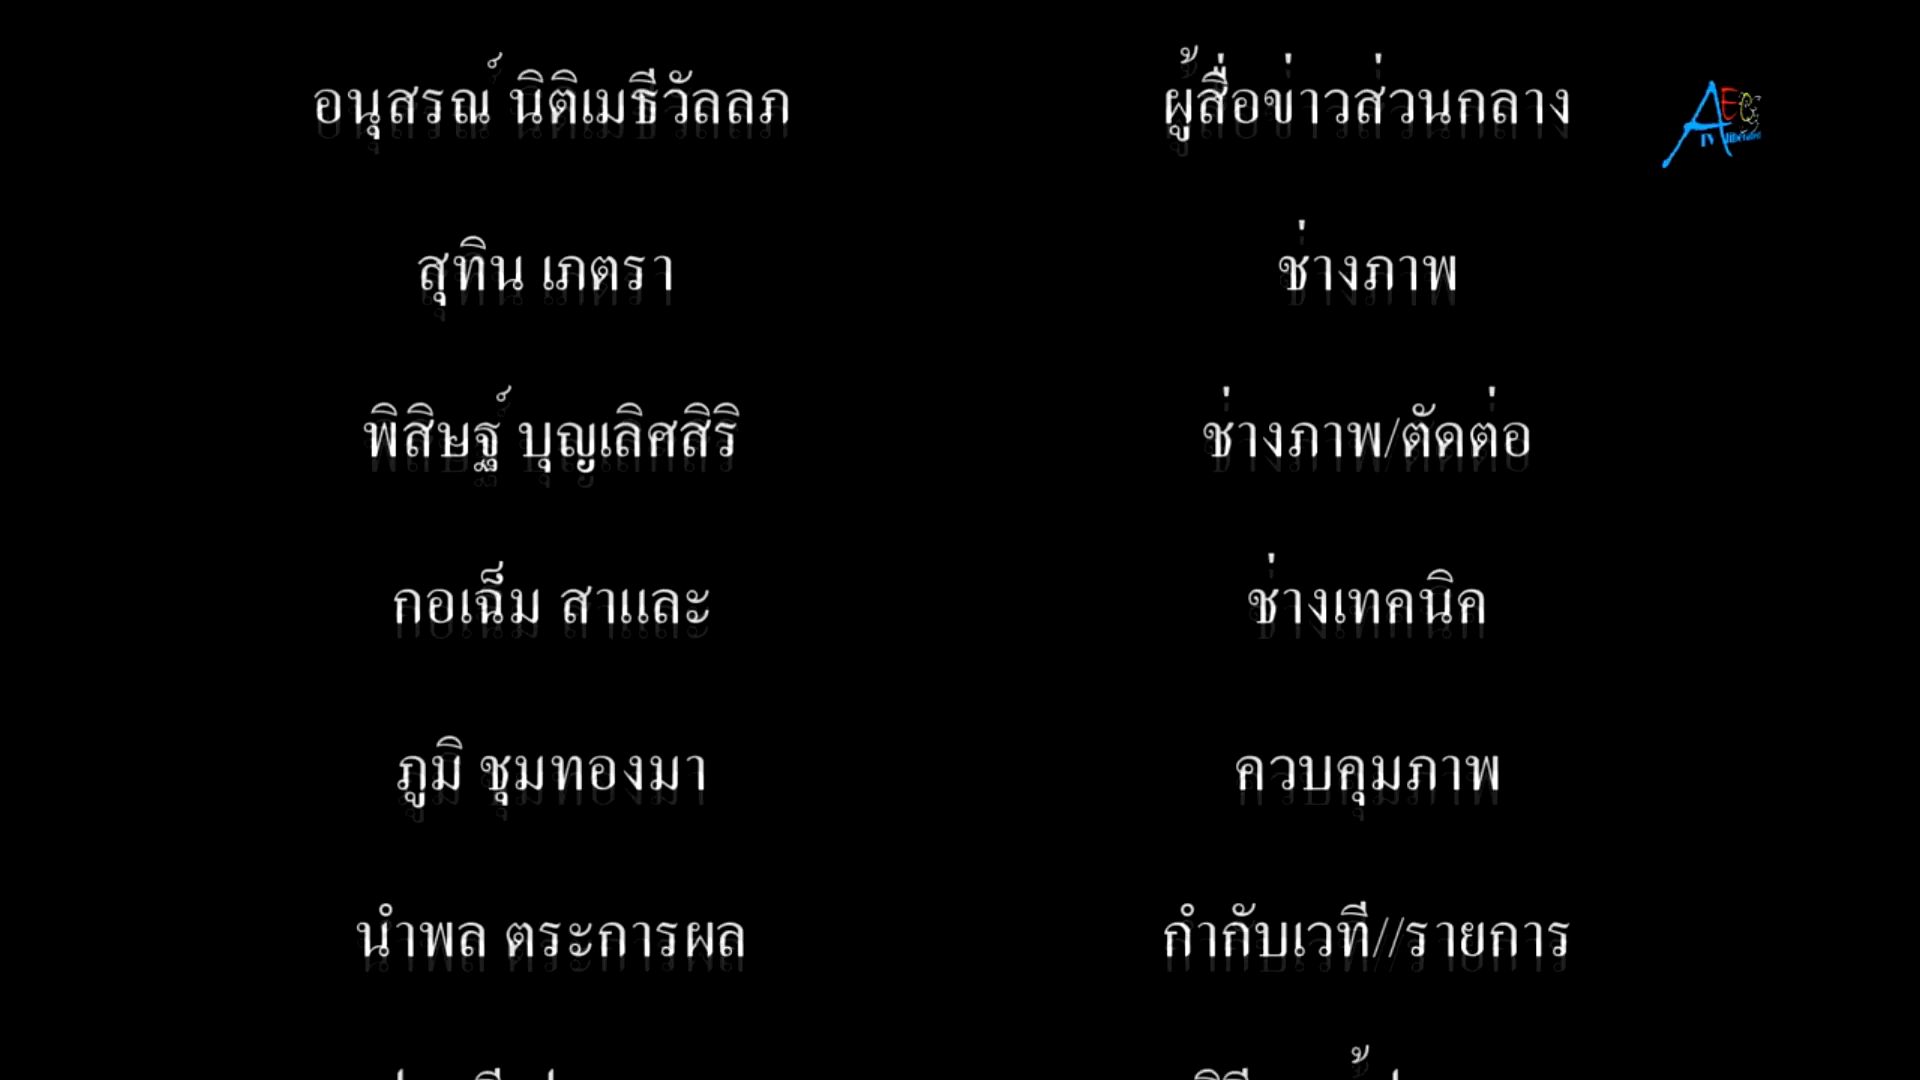 อนุสรณ์ นิติเมธีวัลลภ ผู้สื่อข่าวส่วนกลาง
AEC
TV
สุทิน เภตรา ช่างภาพ
พิสิษฐ์ บุญเลิศสิริ ช่างภาพ/ตัดต่อ
กอเฉ็ม สาและ ช่างเทคนิค
ภูมิ ชุมทองมา ควบคุมภาพ
นำพล ตระการผล กำกับเวที//รายการ